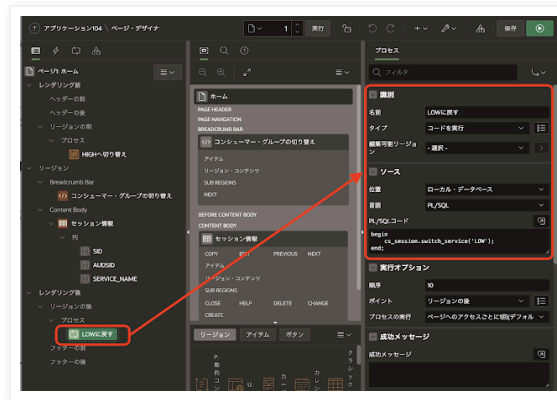 アプリケーション104 \ ページ・デザイナ
1
実行
保存
ページ1: ホーム
レンダリング前
ヘッダーの前
ヘッダーの後
リージョンの前
プロセス
HIGHへ切り替え
リージョン
Breadcrumb Bar
コンシューマー・グループの切り替え
Content Body
セッション情報
列
SID
AUDSID
SERVICE_NAME
レンダリング後
リージョンの後
プロセス
LOWに戻す
フッターの前
フッターの後
ホーム
PAGE HEADER
PAGE NAVIGATION
BREADCRUMB BAR
コンシューマー・グループの切り替え
アイテム
リージョン・コンテンツ
SUB REGIONS
NEXT
BEFORE CONTENT BODY
CONTENT BODY
セッション情報
COPY EDIT PREVIOUS NEXT
アイテム
リージョン・コンテンツ
SUB REGIONS
CLOSE HELP DELETE CHANGE
CREATE
リージョン アイテム ボタン
プロセス
フィルタ
識別
名前 LOWに戻す
タイプ コードを実行
編集可能リージョン - 選択 -
ソース
位置 ローカル・データベース
言語 PL/SQL
PL/SQLコード
begin
cs_session.switch_service('LOW');
end;
実行オプション
順序 10
ポイント リージョンの後
プロセスの実行 ページへのアクセスごとに1回(デフォル
成功メッセージ
成功メッセージ